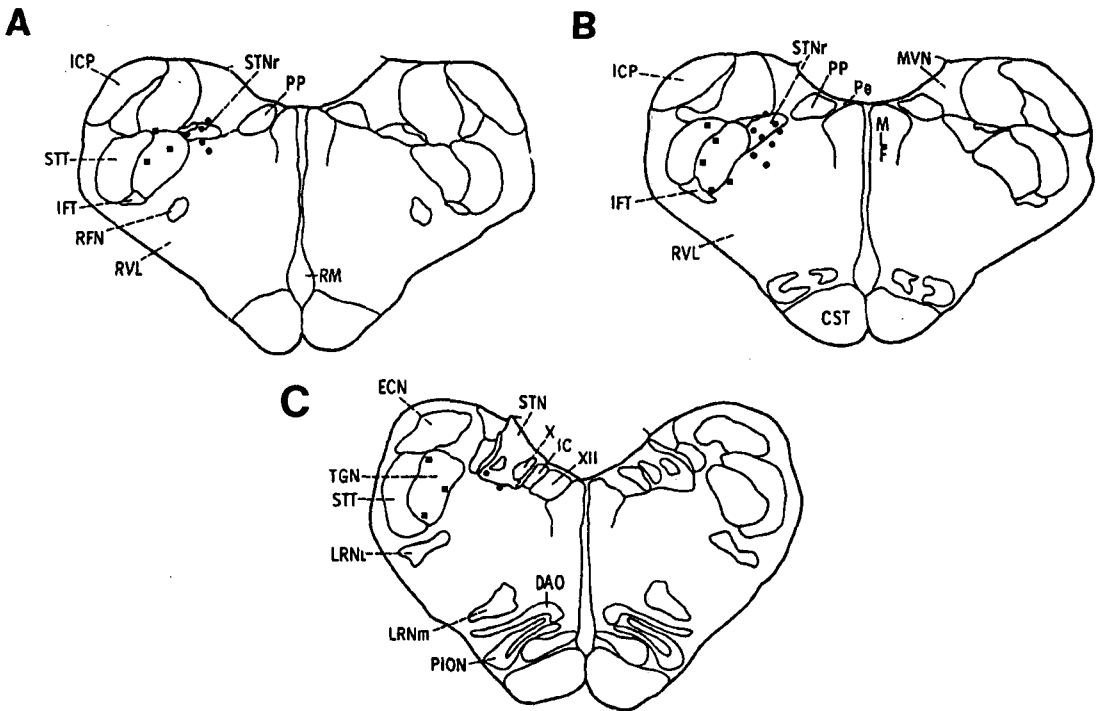 A
ICP
STNr
PP
STT
IFT
RFN
RVL
RM
B
ICP
STNr
PP
Pe
MVN
M
L
F
IFT
RVL
CST
C
ECN
STN
X
IC
XII
TGN
STT
LRNL
DAO
LRNm
PION